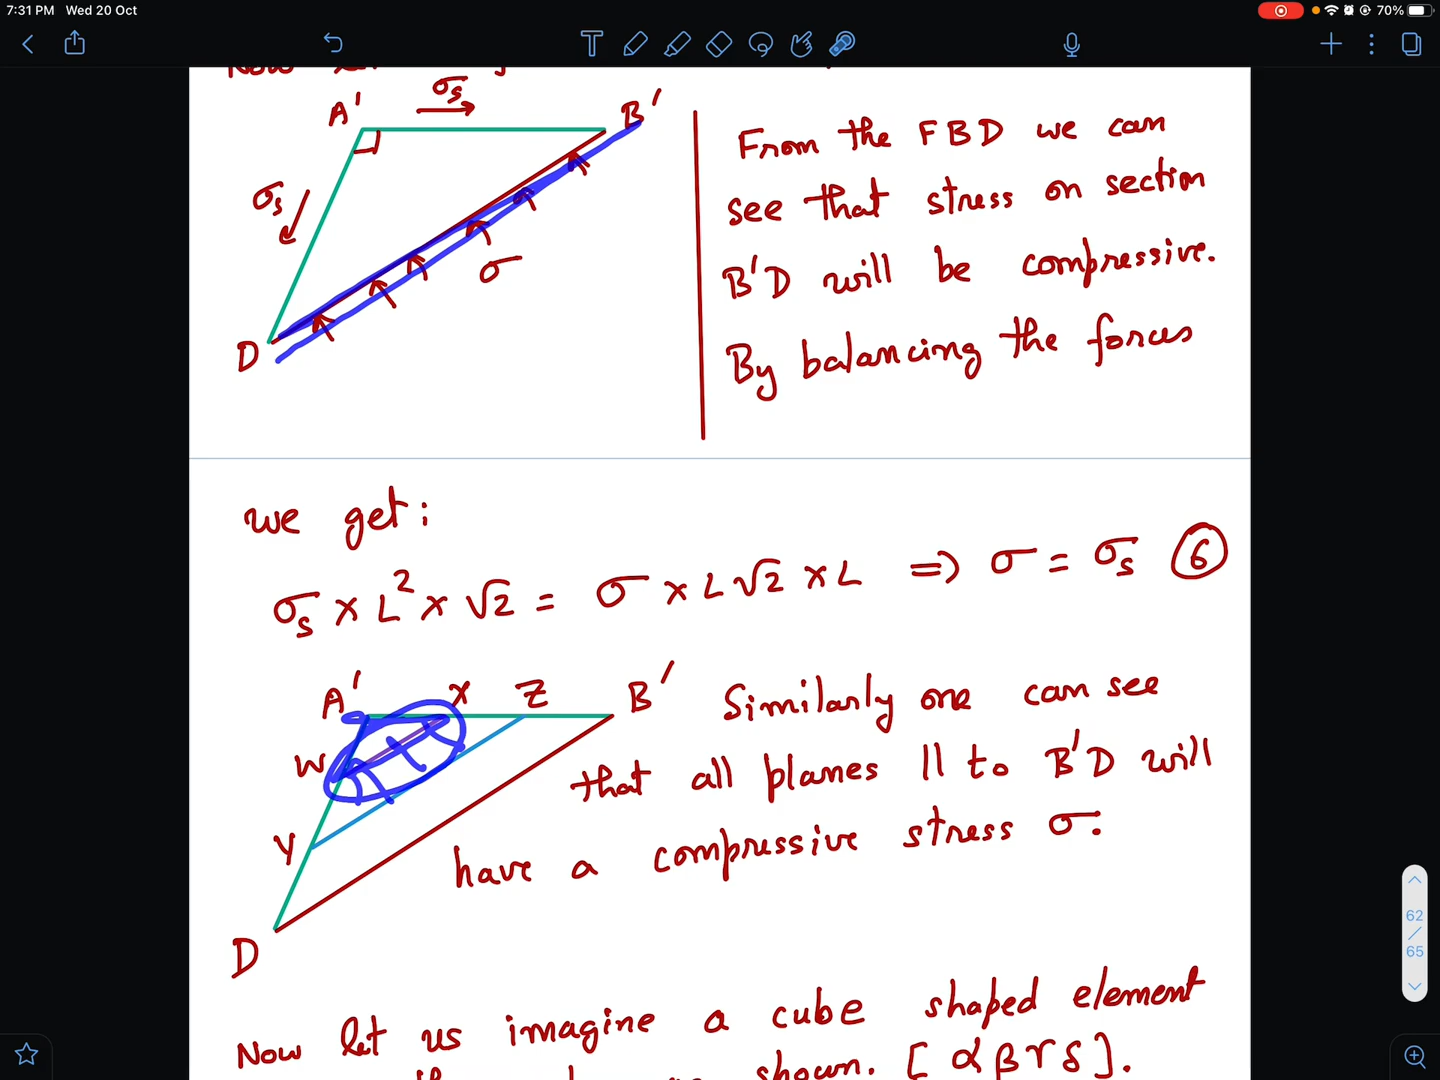 7:31 PM Wed 20 Oct
70%
A' σs B'
σs
σ
D
From the FBD we can
see that stress on section
B'D will be compressive.
By balancing the forces
we get:
σs × L² × √2 = σ × L√2 × L => σ = σs 6
A' X Z B'
W
Y
D
Similarly one can see
that all planes || to B'D will
have a compressive stress σ.
Now let us imagine a cube shaped element
shown. [αβγδ].
62
/
65